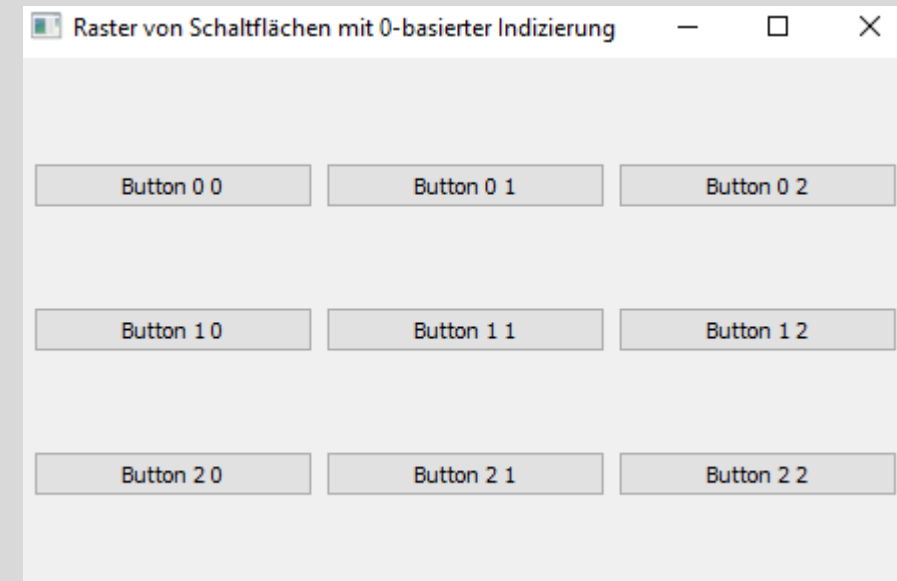 Raster von Schaltflächen mit 0-basierter Indizierung
Button 0 0 Button 0 1 Button 0 2
Button 1 0 Button 1 1 Button 1 2
Button 2 0 Button 2 1 Button 2 2